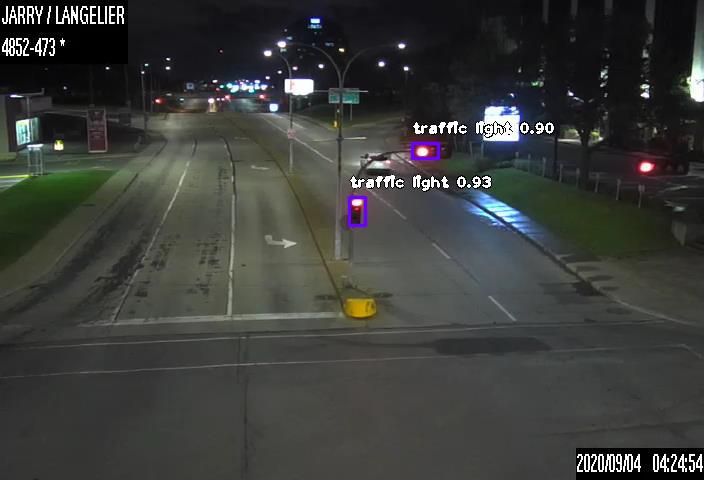 JARRY / LANGELIER
4852-473 *
traffic light 0.90
traffic light 0.93
2020/09/04 04:24:54